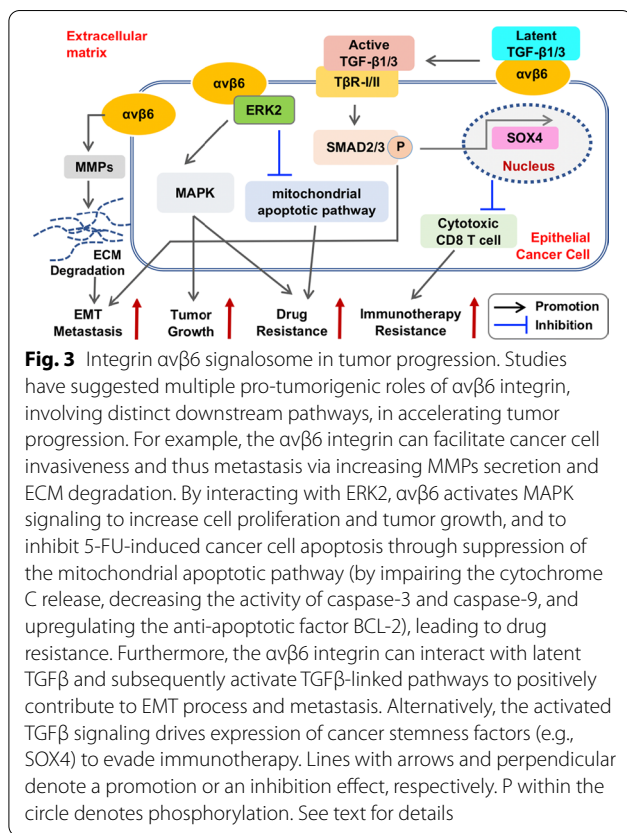 Extracellular
matrix
Active
TGF-β1/3
Latent
TGF-β1/3
αvβ6
αvβ6
TβR-I/II
αvβ6
ERK2
SMAD2/3
P
SOX4
Nucleus
MMPs
MAPK
mitochondrial
apoptotic pathway
Cytotoxic
CD8 T cell
Epithelial
Cancer Cell
ECM
Degradation
EMT
Metastasis
Tumor
Growth
Drug
Resistance
Immunotherapy
Resistance
Promotion
Inhibition
Fig. 3 Integrin αvβ6 signalosome in tumor progression. Studies
have suggested multiple pro-tumorigenic roles of αvβ6 integrin,
involving distinct downstream pathways, in accelerating tumor
progression. For example, the αvβ6 integrin can facilitate cancer cell
invasiveness and thus metastasis via increasing MMPs secretion and
ECM degradation. By interacting with ERK2, αvβ6 activates MAPK
signaling to increase cell proliferation and tumor growth, and to
inhibit 5-FU-induced cancer cell apoptosis through suppression of
the mitochondrial apoptotic pathway (by impairing the cytochrome
C release, decreasing the activity of caspase-3 and caspase-9, and
upregulating the anti-apoptotic factor BCL-2), leading to drug
resistance. Furthermore, the αvβ6 integrin can interact with latent
TGFβ and subsequently activate TGFβ-linked pathways to positively
contribute to EMT process and metastasis. Alternatively, the activated
TGFβ signaling drives expression of cancer stemness factors (e.g.,
SOX4) to evade immunotherapy. Lines with arrows and perpendicular
denote a promotion or an inhibition effect, respectively. P within the
circle denotes phosphorylation. See text for details